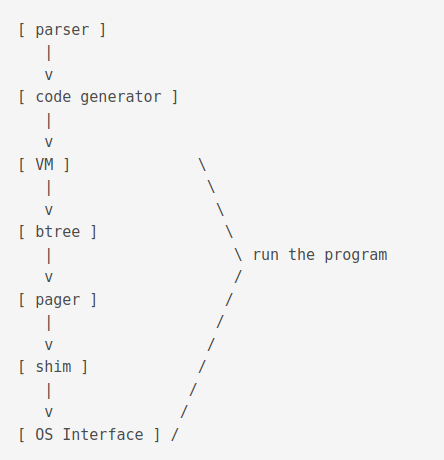 [ parser ]
   |
   v
[ code generator ]
   |
   v
[ VM ]              \
   |                 \
   v                  \
[ btree ]              \
   |                    \ run the program
   v                    /
[ pager ]              /
   |                  /
   v                 /
[ shim ]            /
   |               /
   v              /
[ OS Interface ] /